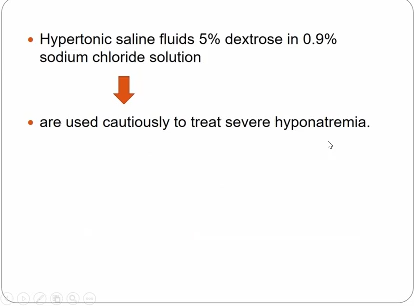 Hypertonic saline fluids 5% dextrose in 0.9%
sodium chloride solution
are used cautiously to treat severe hyponatremia.